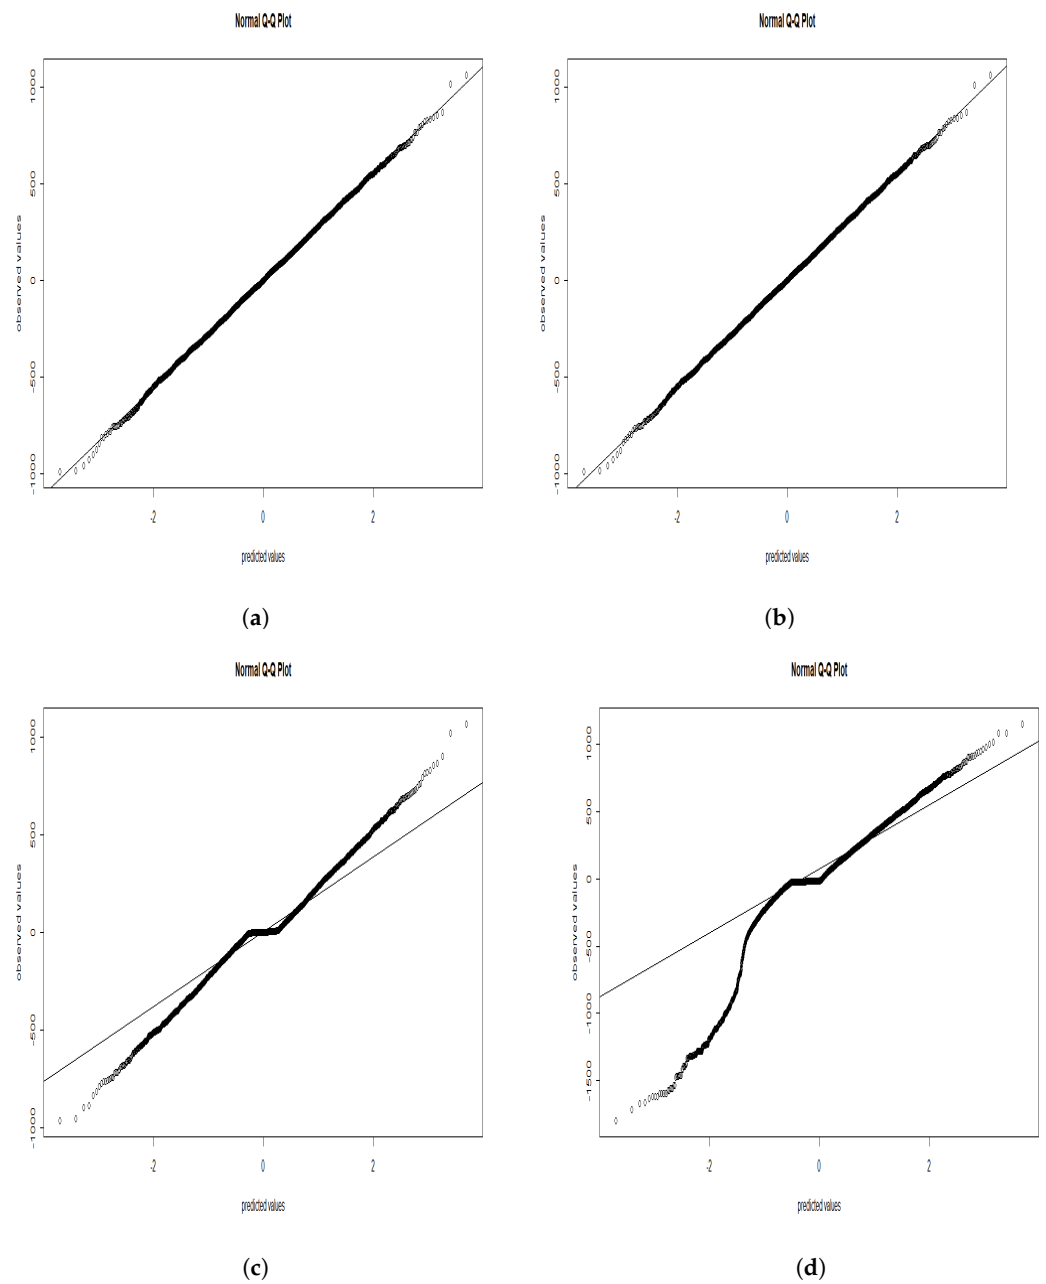 Normal Q-Q Plot
Normal Q-Q Plot
observed values
1000
500
0
-500
-1000
-2
0
2
predicted values
observed values
1000
500
0
-500
-1000
-2
0
2
predicted values
(a)
(b)
Normal Q-Q Plot
Normal Q-Q Plot
observed values
1000
500
0
-500
-1000
-2
0
2
predicted values
observed values
1000
500
0
-500
-1000
-1500
-2
0
2
predicted values
(c)
(d)